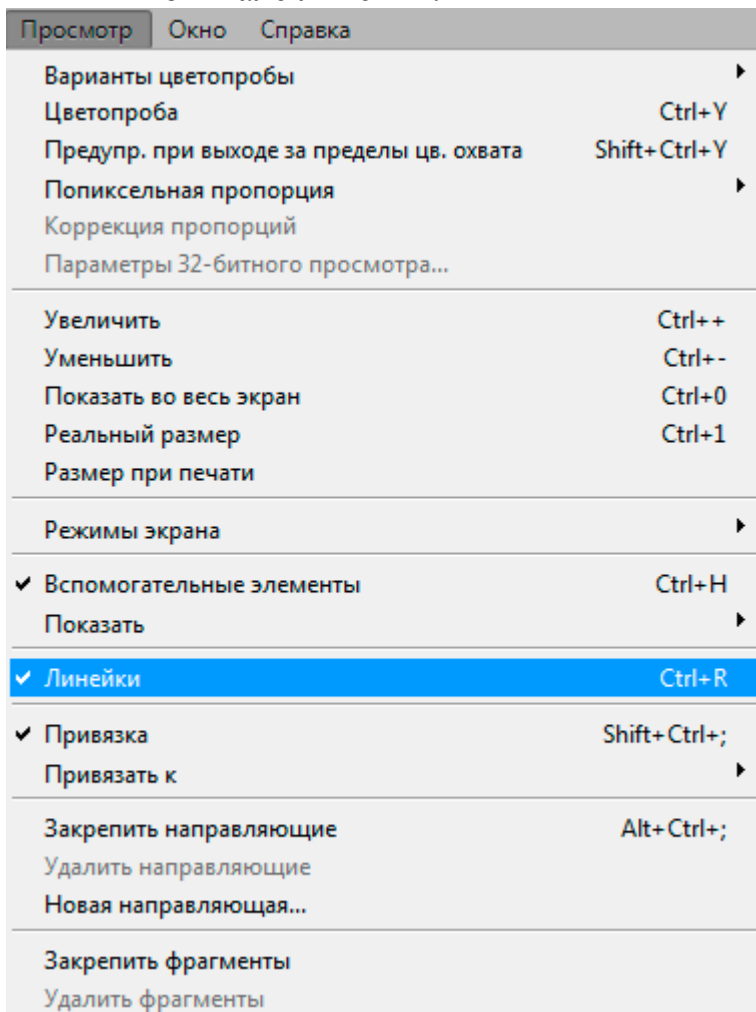 Просмотр Окно Справка
Варианты цветопробы
Цветопроба Ctrl+Y
Предупр. при выходе за пределы цв. охвата Shift+Ctrl+Y
Попиксельная пропорция
Коррекция пропорций
Параметры 32-битного просмотра...
Увеличить Ctrl++
Уменьшить Ctrl+-
Показать во весь экран Ctrl+0
Реальный размер Ctrl+1
Размер при печати
Режимы экрана
Вспомогательные элементы Ctrl+H
Показать
Линейки Ctrl+R
Привязка Shift+Ctrl+;
Привязать к
Закрепить направляющие Alt+Ctrl+;
Удалить направляющие
Новая направляющая...
Закрепить фрагменты
Удалить фрагменты